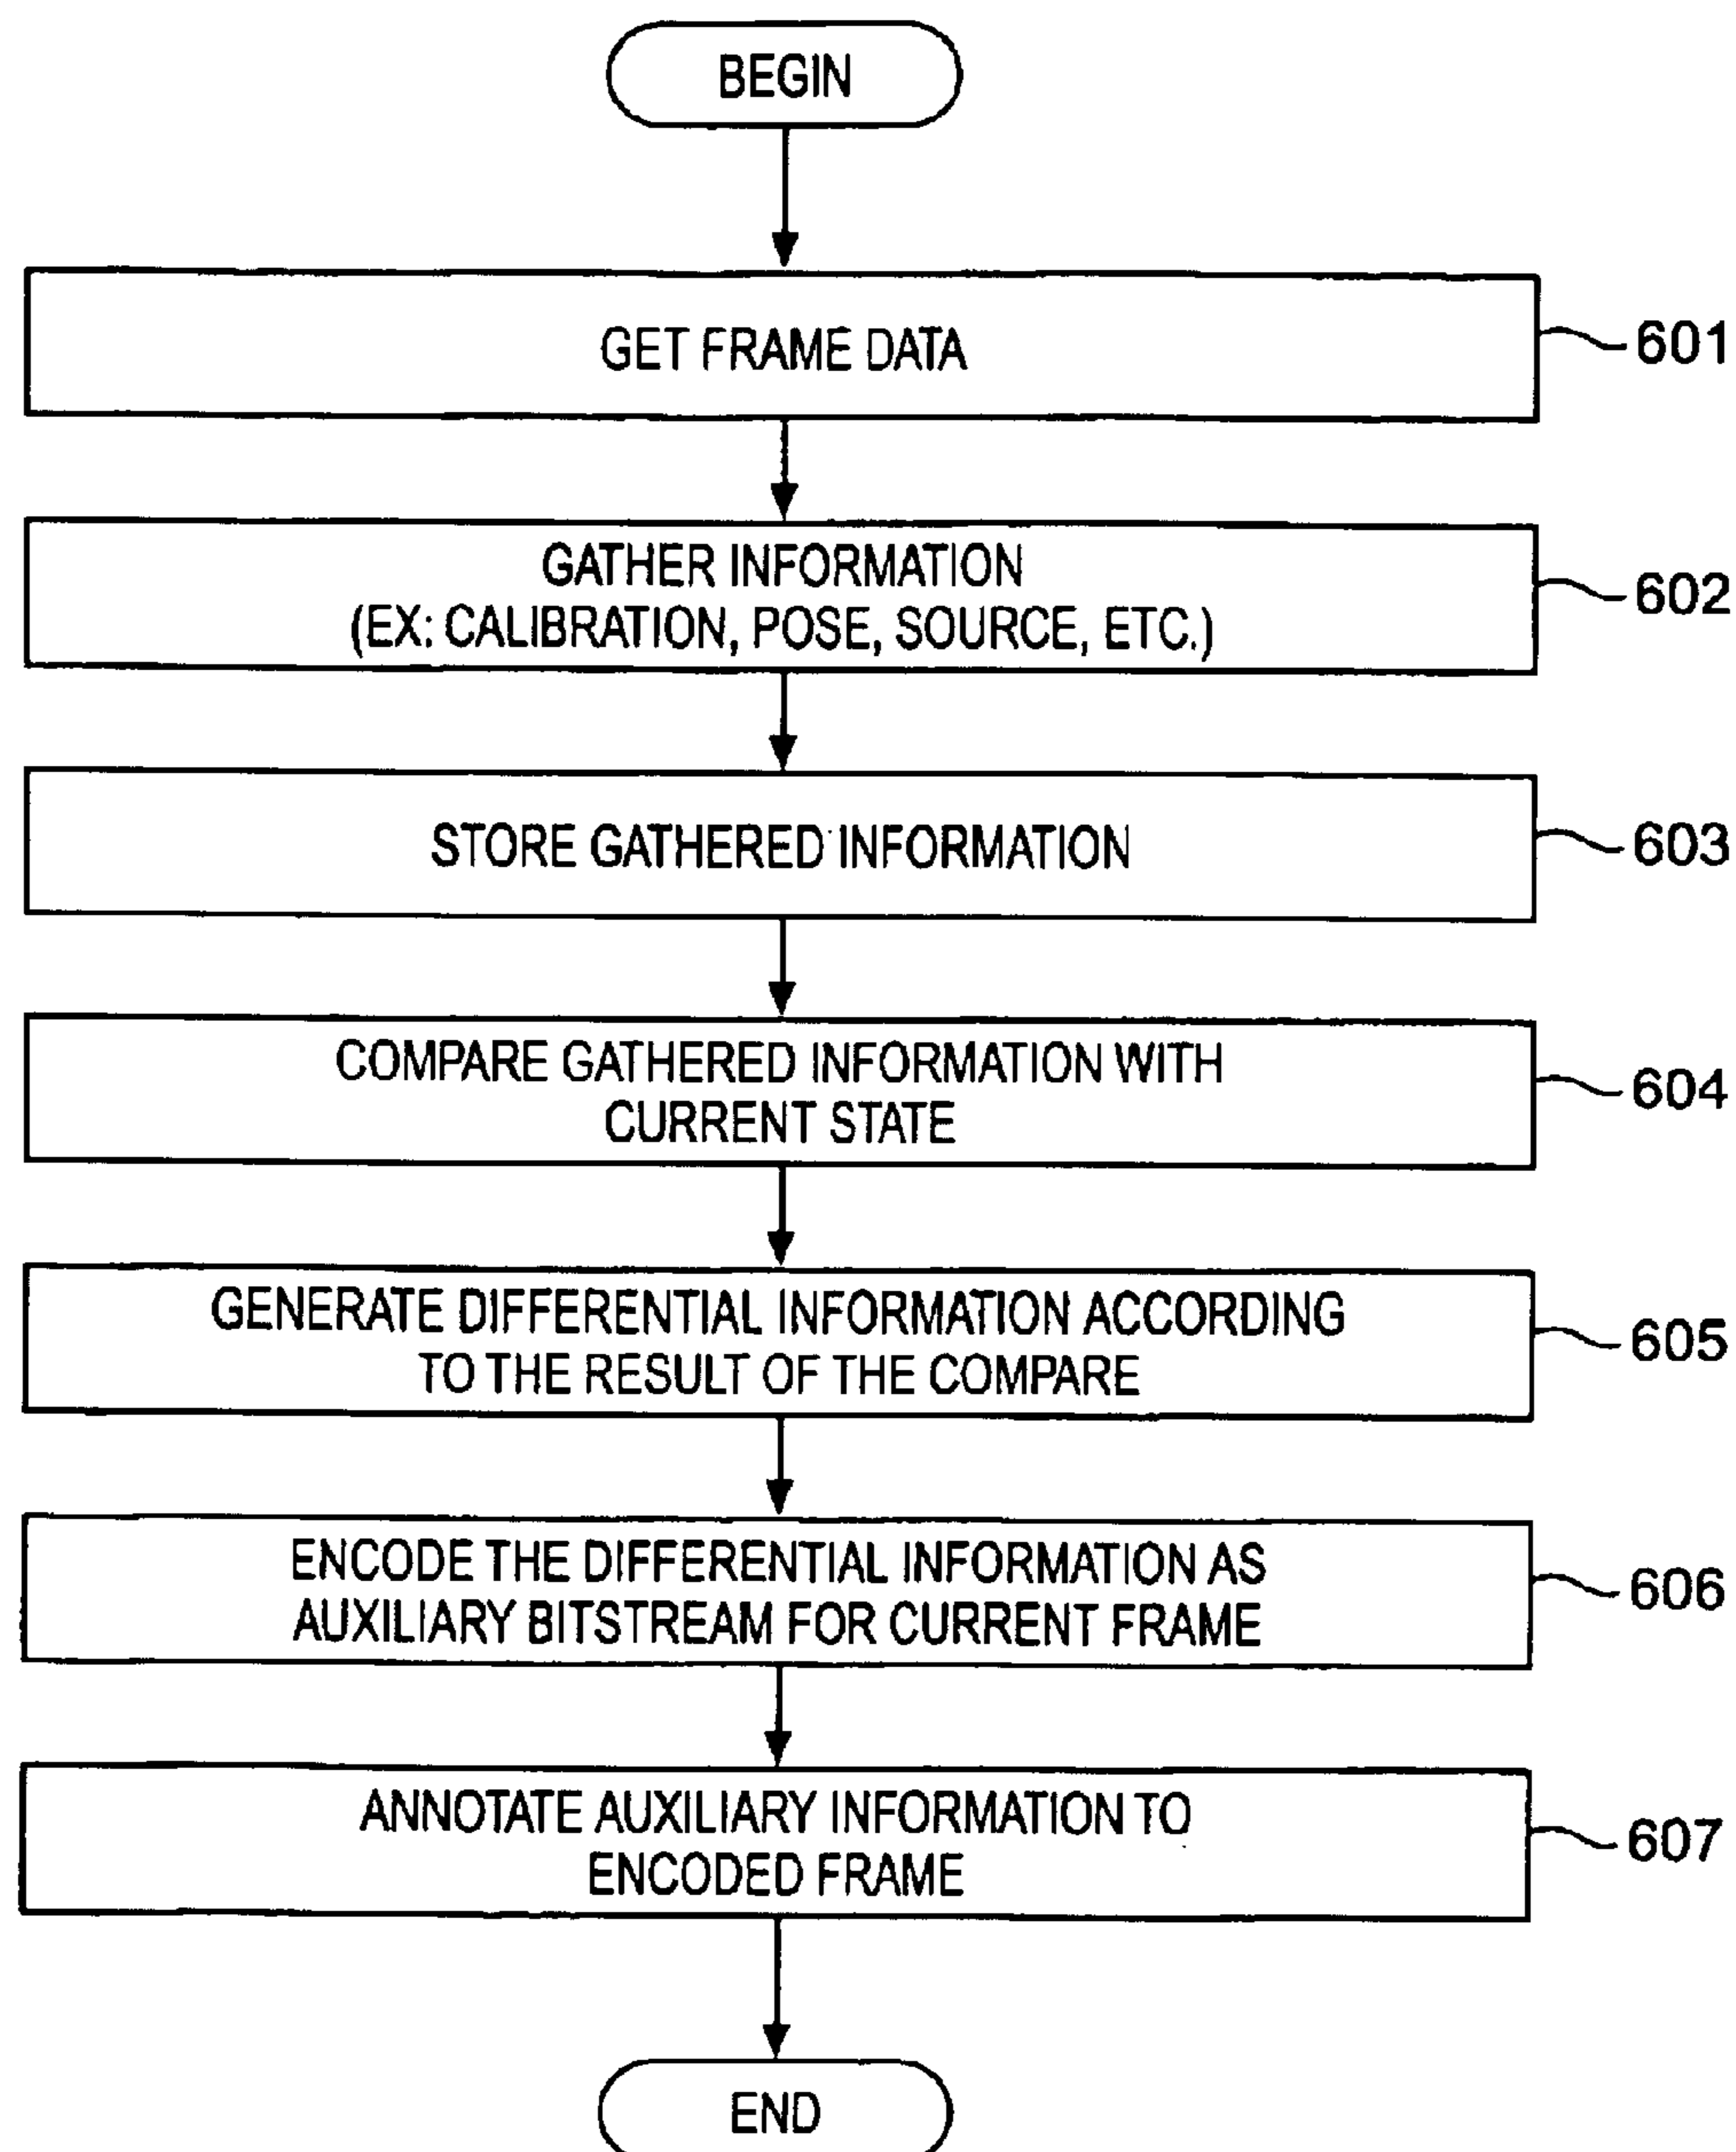 BEGIN
GET FRAME DATA
601
GATHER INFORMATION
(EX: CALIBRATION, POSE, SOURCE, ETC.)
602
STORE GATHERED INFORMATION
603
COMPARE GATHERED INFORMATION WITH
CURRENT STATE
604
GENERATE DIFFERENTIAL INFORMATION ACCORDING
TO THE RESULT OF THE COMPARE
605
ENCODE THE DIFFERENTIAL INFORMATION AS
AUXILIARY BITSTREAM FOR CURRENT FRAME
606
ANNOTATE AUXILIARY INFORMATION TO
ENCODED FRAME
607
END